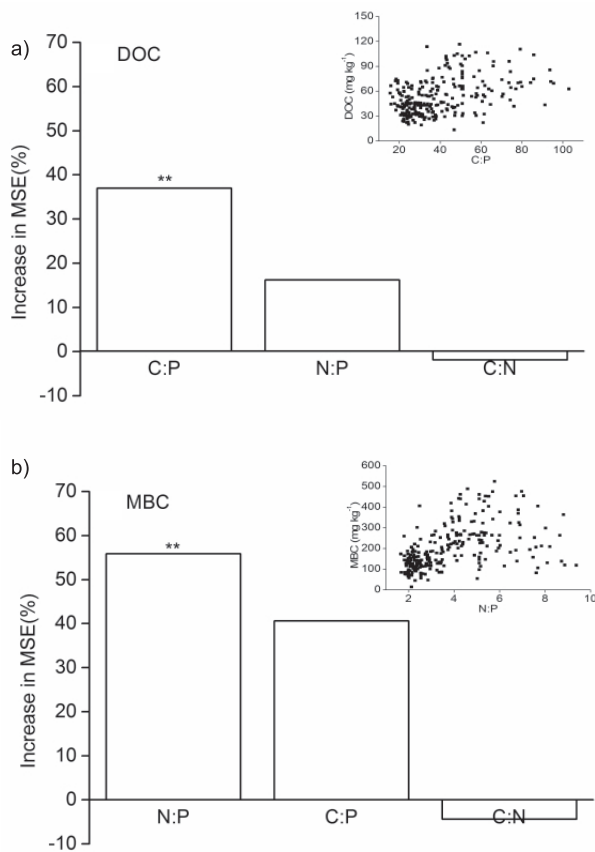 a)
DOC
Increase in MSE(%)
70
60
50
40
30
20
10
0
-10
**
C:P
N:P
C:N
DOC (mg kg⁻¹)
150
120
90
60
30
0
20 40 60 80 100
C:P
b)
MBC
Increase in MSE(%)
70
60
50
40
30
20
10
0
-10
**
N:P
C:P
C:N
MBC (mg kg⁻¹)
600
500
400
300
200
100
0
2 4 6 8 10
N:P